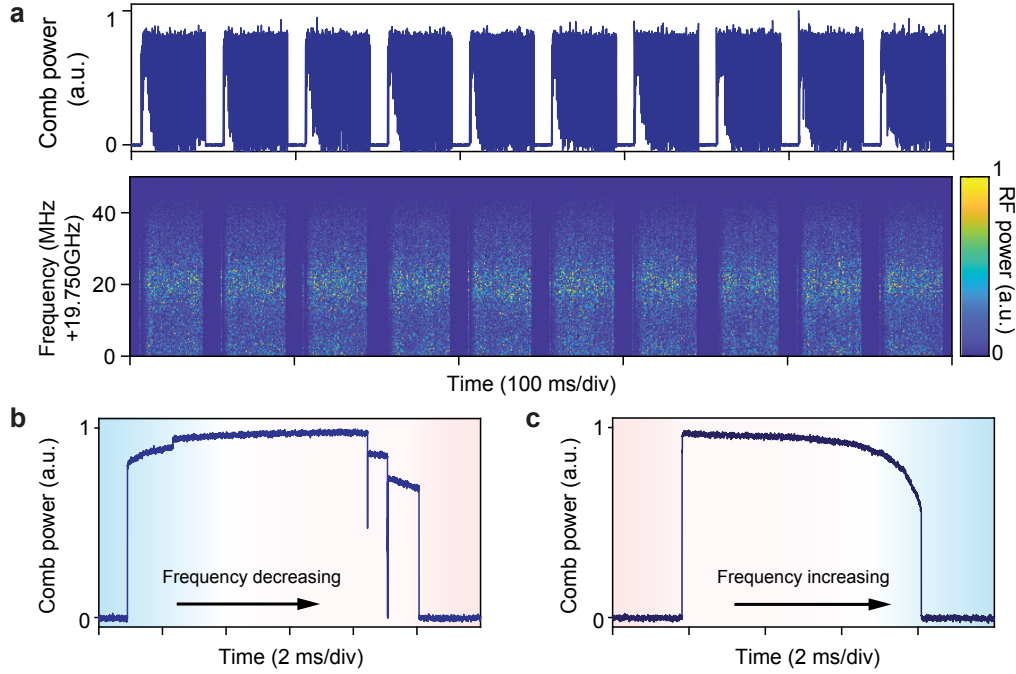 a
Comb power
(a.u.)
1
0
Frequency (MHz
+19.750GHz)
40
20
0
1
0
RF power (a.u.)
Time (100 ms/div)
b
Comb power (a.u.)
1
0
Frequency decreasing
Time (2 ms/div)
c
Comb power (a.u.)
1
0
Frequency increasing
Time (2 ms/div)